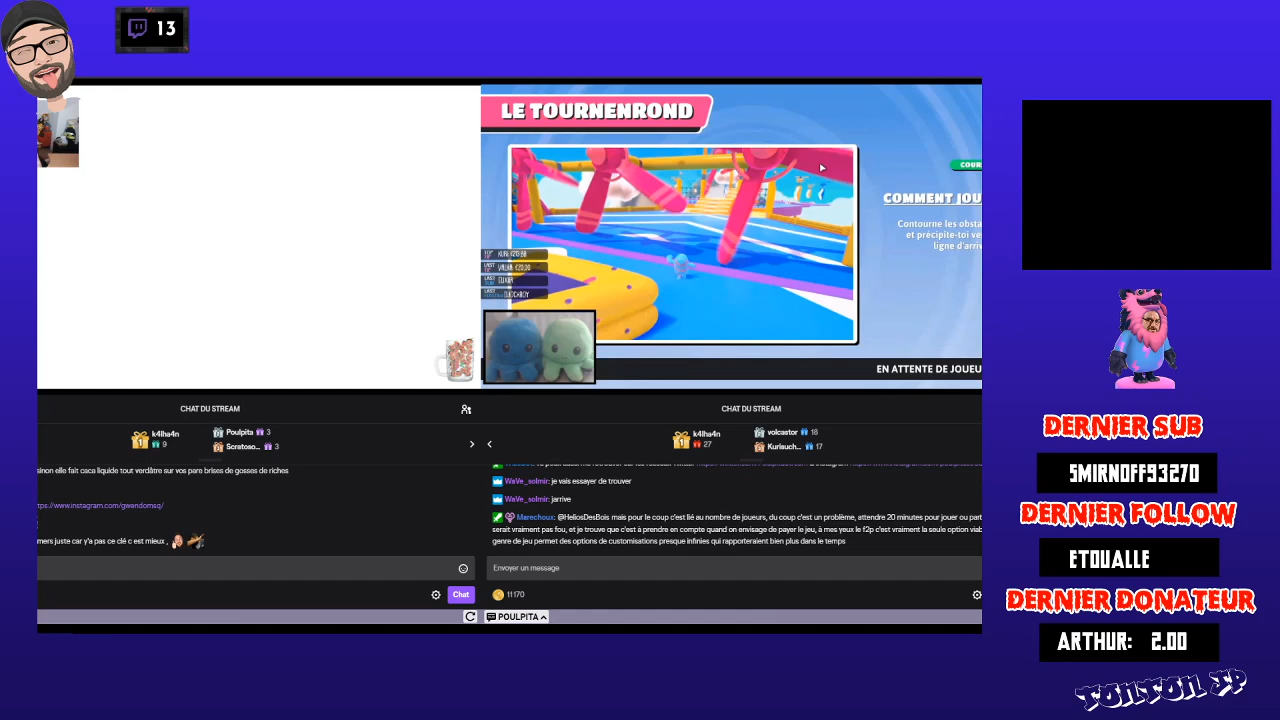 13
LE TOURNENROND
COUR
COMMENT JOU
Contourne les obsta
et précipite-toi ve
ligne d'arriv
EN ATTENTE DE JOUEU
CHAT DU STREAM
k4lha4n
9
Poulpita 3
Scratoso... 3
sinon elle fait caca liquide tout verdâtre sur vos pare brises de gosses de riches
tps://www.instagram.com/gwendomsq/
mers juste car y'a pas ce clé c est mieux ,
Chat
CHAT DU STREAM
k4lha4n
27
volcastor 18
Kurisuch... 17
WaVe_solmir: je vais essayer de trouver
WaVe_solmir: jarrive
Marechoux: @HeliosDesBois mais pour le coup c'est lié au nombre de joueurs, du coup c'est un problème, attendre 20 minutes pour jouer ou part
serait vraiment pas fou, et je trouve que c'est à prendre en compte quand on envisage de payer le jeu, à mes yeux le f2p c'est vraiment la seule option viab
genre de jeu permet des options de customisations presque infinies qui rapporteraient bien plus dans le temps
Envoyer un message
11170
POULPITA
DERNIER SUB
SMIRNOFF93270
DERNIER FOLLOW
ETOUALLE
DERNIER DONATEUR
ARTHUR: 2.00
TONTON JP